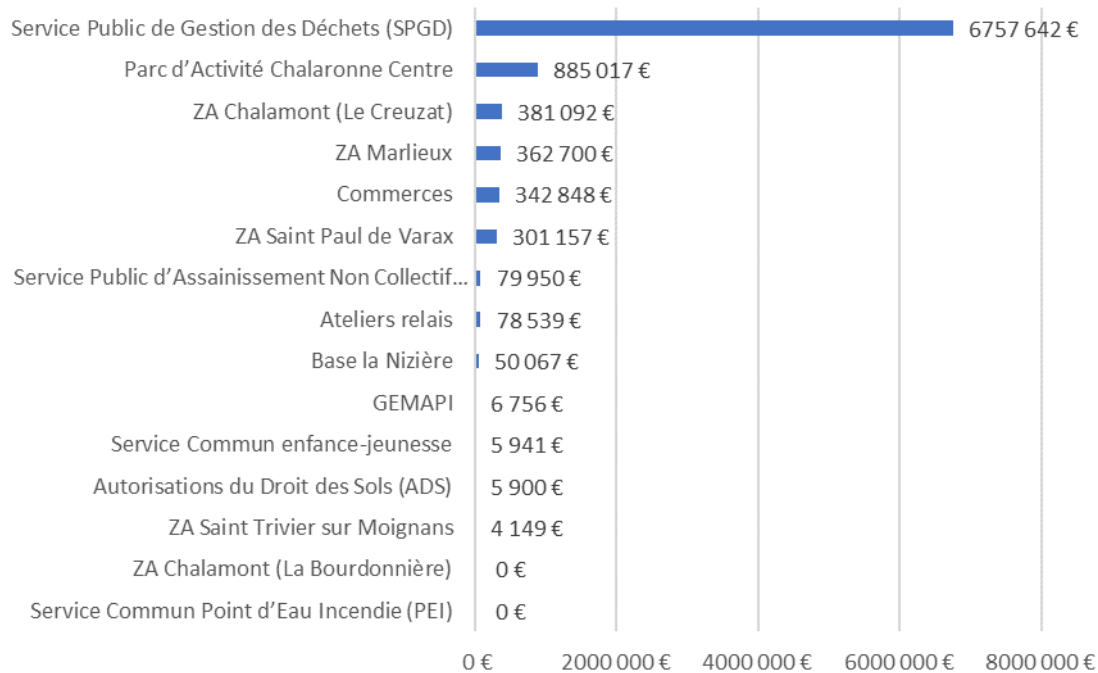 Service Public de Gestion des Déchets (SPGD) 6757 642 €
Parc d’Activité Chalaronne Centre 885 017 €
ZA Chalamont (Le Creuzat) 381 092 €
ZA Marlieux 362 700 €
Commerces 342 848 €
ZA Saint Paul de Varax 301 157 €
Service Public d’Assainissement Non Collectif... 79 950 €
Ateliers relais 78 539 €
Base la Nizière 50 067 €
GEMAPI 6 756 €
Service Commun enfance-jeunesse 5 941 €
Autorisations du Droit des Sols (ADS) 5 900 €
ZA Saint Trivier sur Moignans 4 149 €
ZA Chalamont (La Bourdonnière) 0 €
Service Commun Point d’Eau Incendie (PEI) 0 €
0 € 2000 000 € 4000 000 € 6000 000 € 8000 000 €